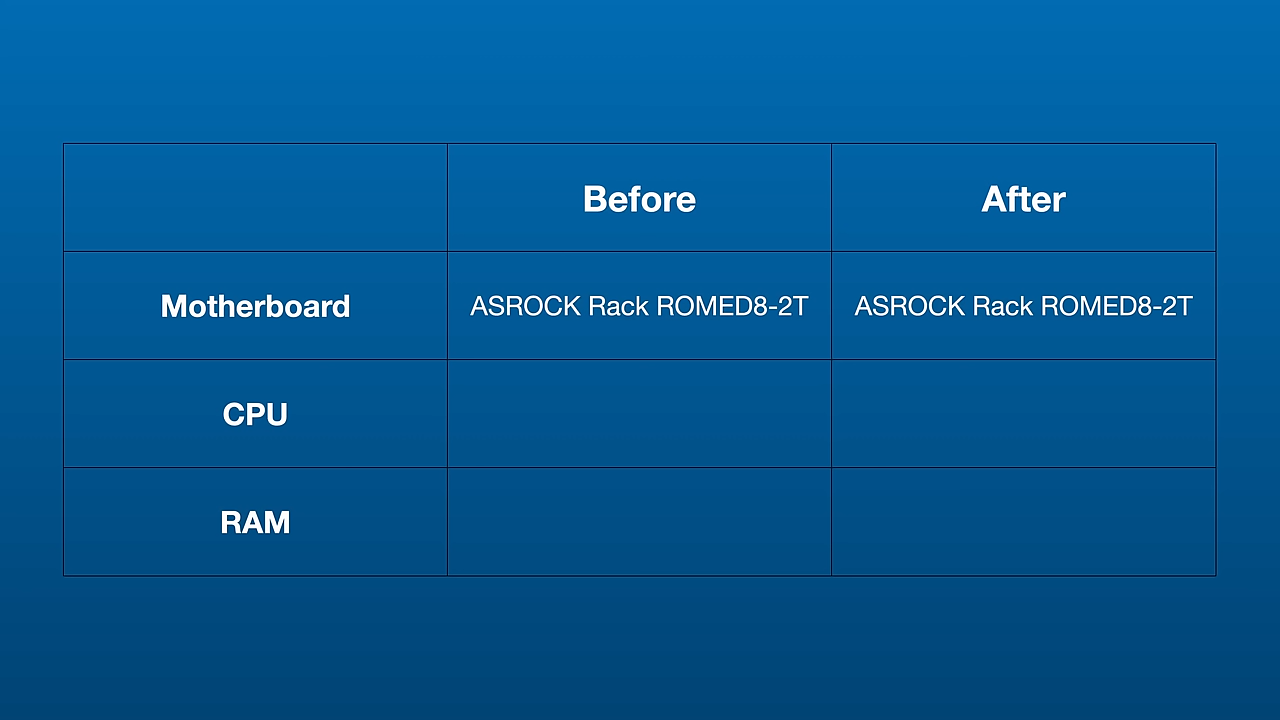 Before After
Motherboard ASROCK Rack ROMED8-2T ASROCK Rack ROMED8-2T
CPU
RAM